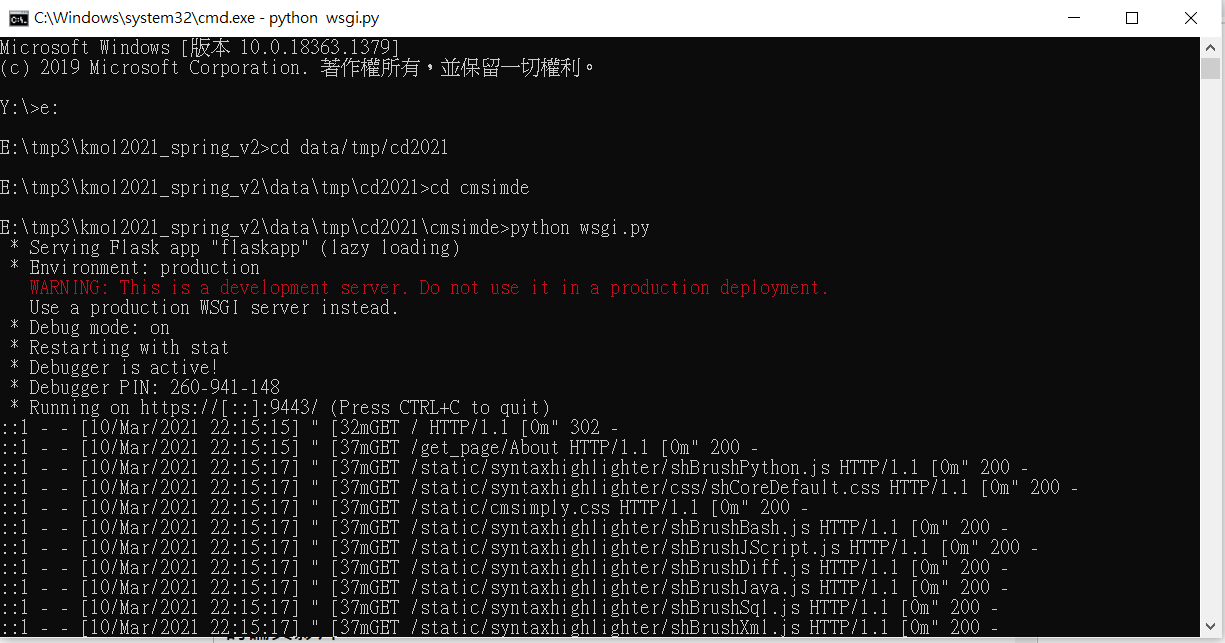 C:\Windows\system32\cmd.exe - python  wsgi.py
Microsoft Windows [版本 10.0.18363.1379]
(c) 2019 Microsoft Corporation. 著作權所有，並保留一切權利。
Y:\>e:
E:\tmp3\kmol2021_spring_v2>cd data/tmp/cd2021
E:\tmp3\kmol2021_spring_v2\data\tmp\cd2021>cd cmsimde
E:\tmp3\kmol2021_spring_v2\data\tmp\cd2021\cmsimde>python wsgi.py
 * Serving Flask app "flaskapp" (lazy loading)
 * Environment: production
   WARNING: This is a development server. Do not use it in a production deployment.
   Use a production WSGI server instead.
 * Debug mode: on
 * Restarting with stat
 * Debugger is active!
 * Debugger PIN: 260-941-148
 * Running on https://[::]:9443/ (Press CTRL+C to quit)
::1 - - [10/Mar/2021 22:15:15] " [32mGET / HTTP/1.1 [0m" 302 -
::1 - - [10/Mar/2021 22:15:15] " [37mGET /get_page/About HTTP/1.1 [0m" 200 -
::1 - - [10/Mar/2021 22:15:17] " [37mGET /static/syntaxhighlighter/shBrushPython.js HTTP/1.1 [0m" 200 -
::1 - - [10/Mar/2021 22:15:17] " [37mGET /static/syntaxhighlighter/css/shCoreDefault.css HTTP/1.1 [0m" 200 -
::1 - - [10/Mar/2021 22:15:17] " [37mGET /static/cmsimply.css HTTP/1.1 [0m" 200 -
::1 - - [10/Mar/2021 22:15:17] " [37mGET /static/syntaxhighlighter/shBrushBash.js HTTP/1.1 [0m" 200 -
::1 - - [10/Mar/2021 22:15:17] " [37mGET /static/syntaxhighlighter/shBrushJScript.js HTTP/1.1 [0m" 200 -
::1 - - [10/Mar/2021 22:15:17] " [37mGET /static/syntaxhighlighter/shBrushDiff.js HTTP/1.1 [0m" 200 -
::1 - - [10/Mar/2021 22:15:17] " [37mGET /static/syntaxhighlighter/shBrushJava.js HTTP/1.1 [0m" 200 -
::1 - - [10/Mar/2021 22:15:17] " [37mGET /static/syntaxhighlighter/shBrushSql.js HTTP/1.1 [0m" 200 -
::1 - - [10/Mar/2021 22:15:17] " [37mGET /static/syntaxhighlighter/shBrushXml.js HTTP/1.1 [0m" 200 -